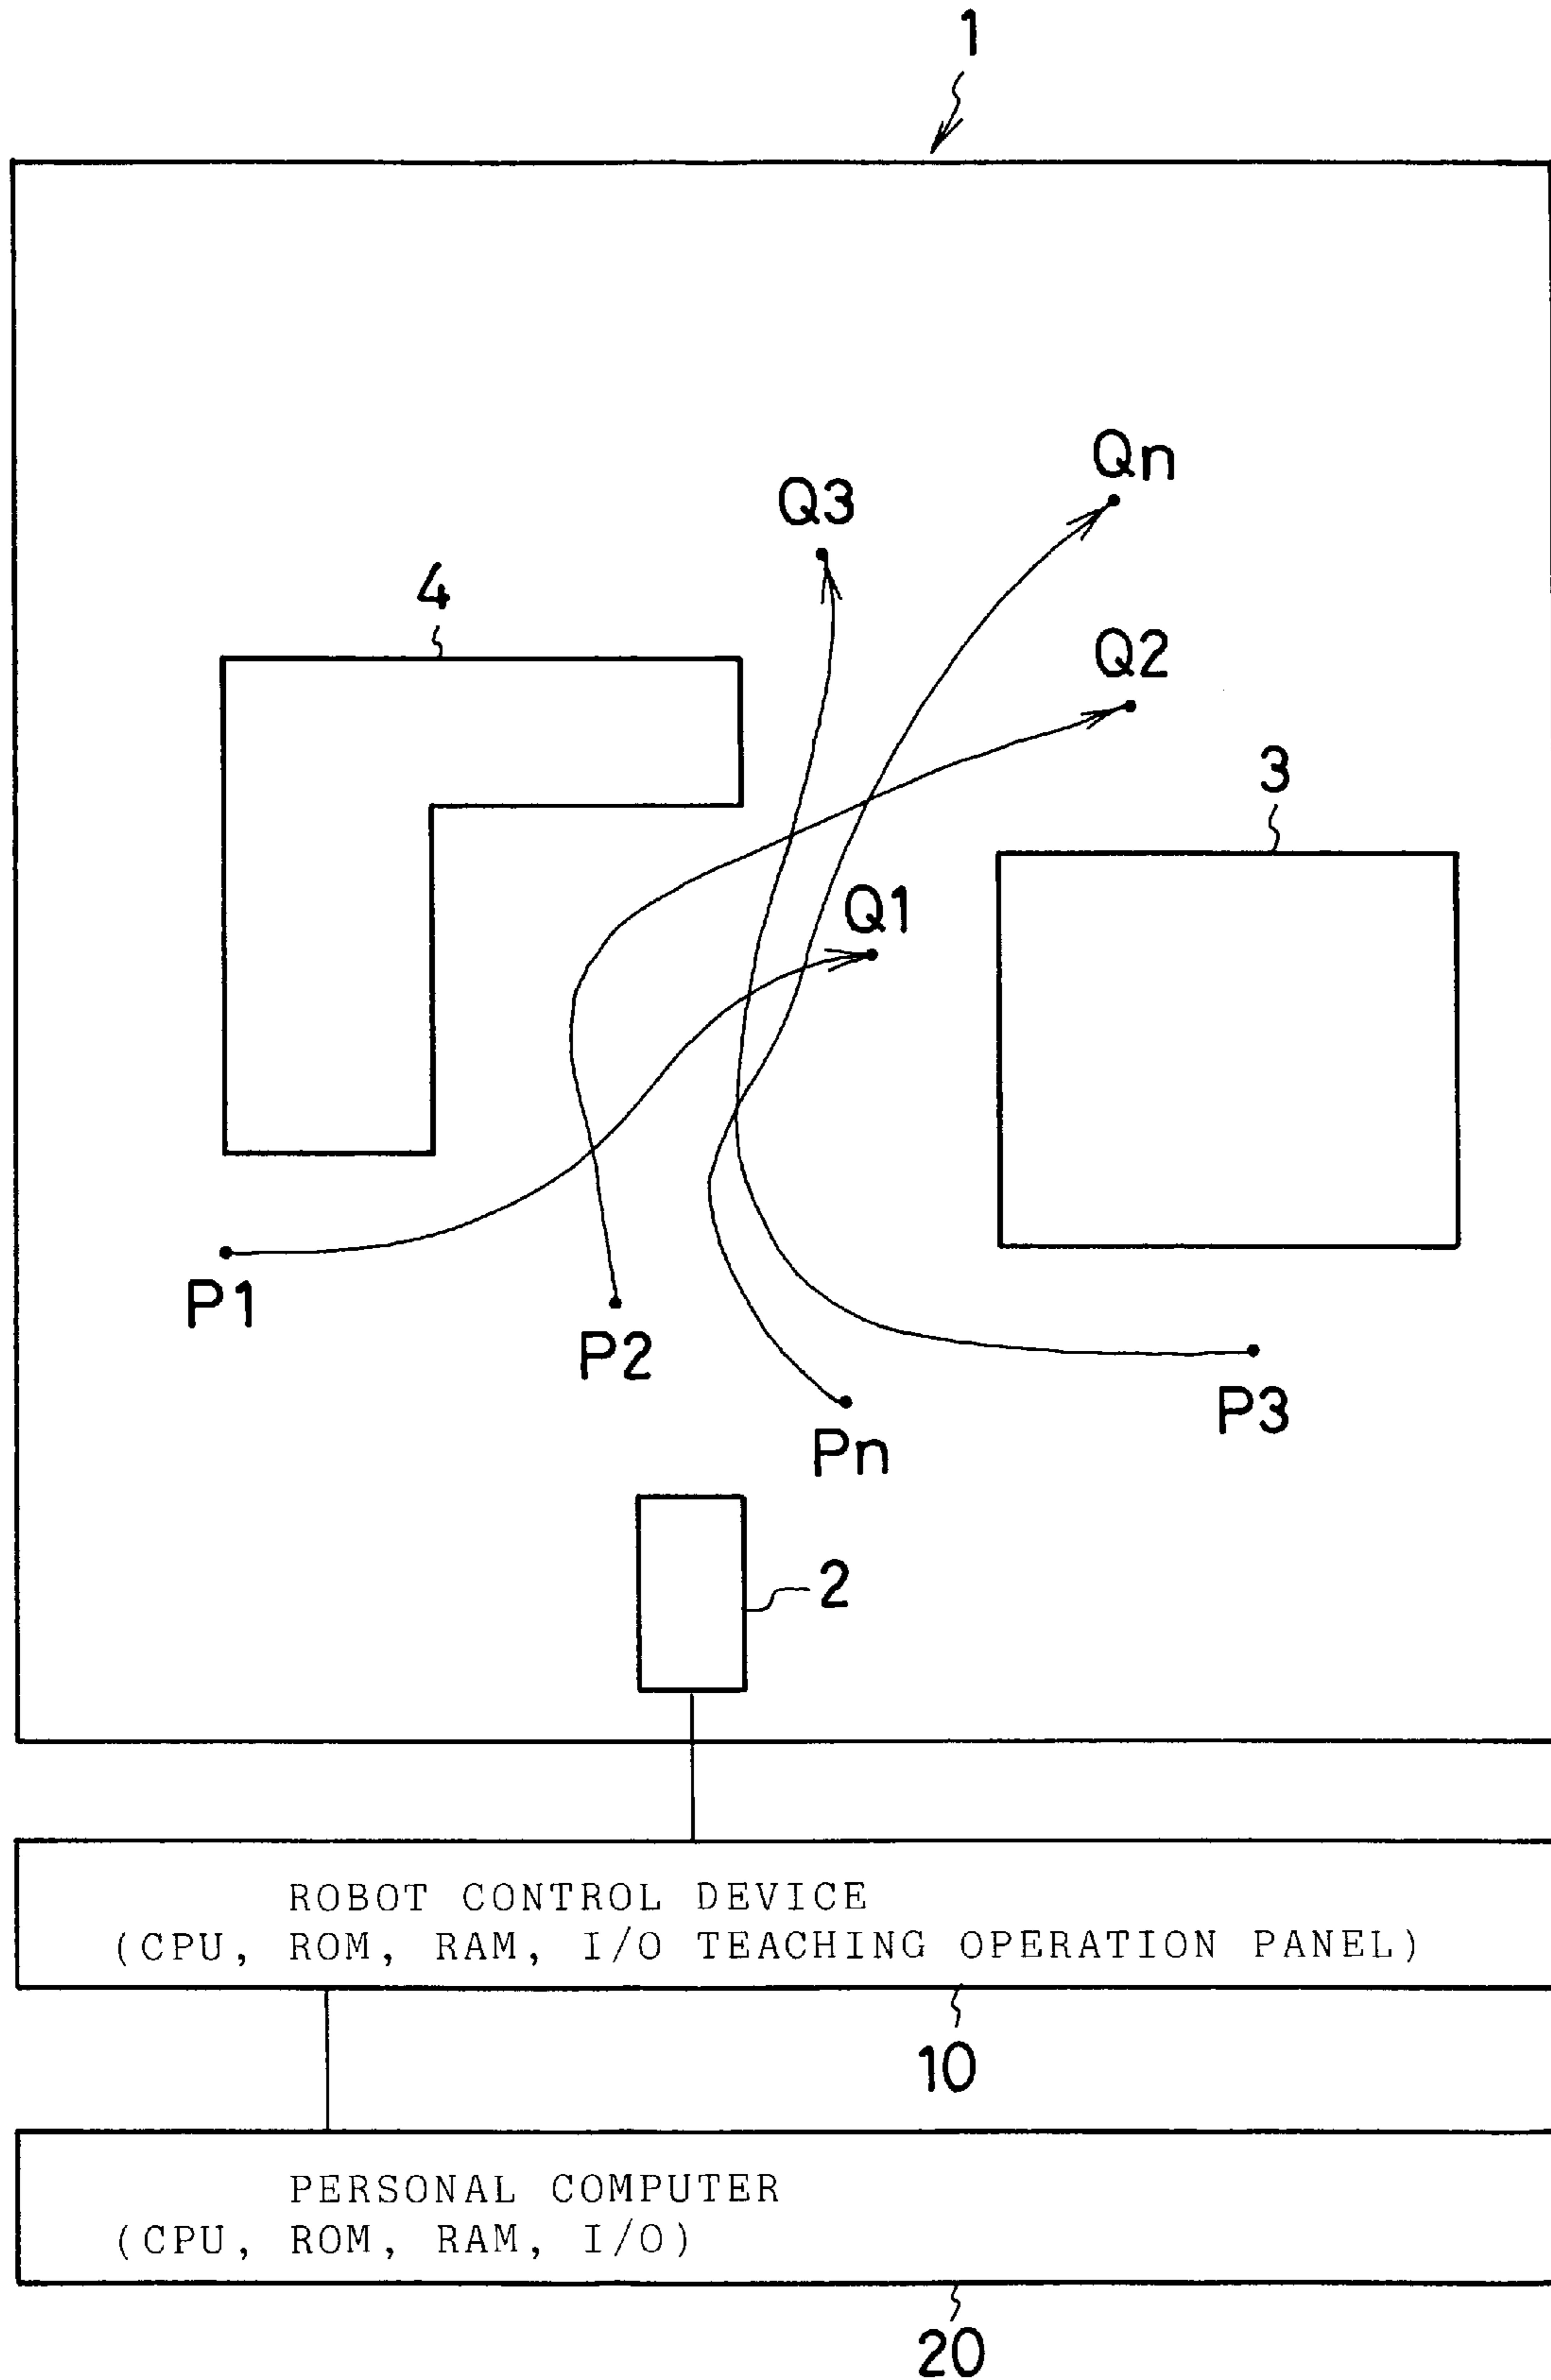 1
Qn
Q3
4
Q2
3
Q1
P1
P2
P3
Pn
2
ROBOT CONTROL DEVICE
(CPU, ROM, RAM, I/O TEACHING OPERATION PANEL)
10
PERSONAL COMPUTER
(CPU, ROM, RAM, I/O)
20